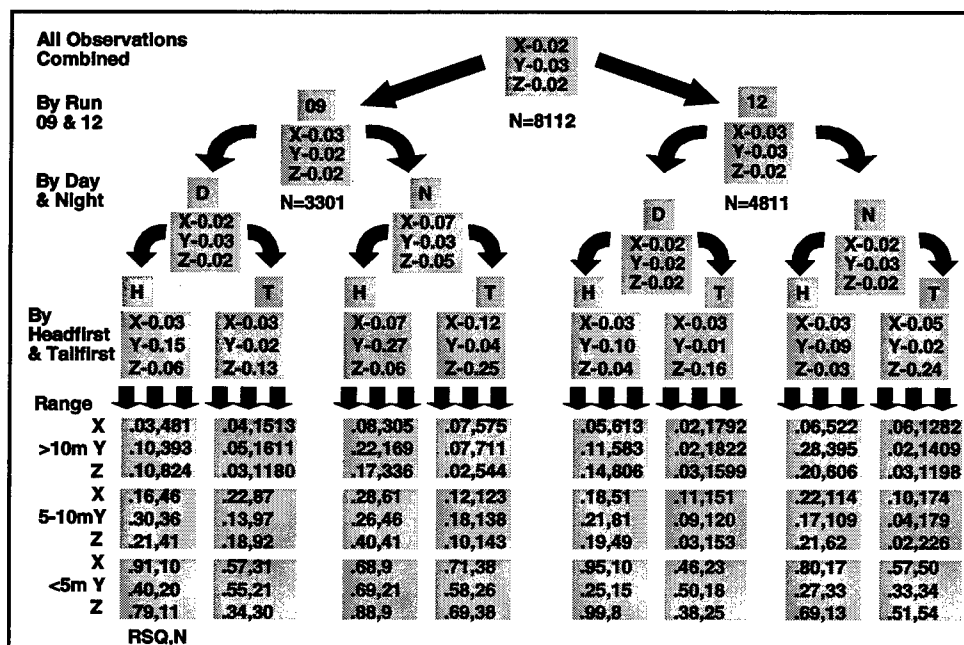 All Observations
Combined
X-0.02
Y-0.03
Z-0.02
N=8112
By Run
09 & 12
09
12
X-0.03
Y-0.02
Z-0.02
N=3301
X-0.03
Y-0.03
Z-0.02
N=4811
By Day
& Night
D
N
D
N
X-0.02
Y-0.03
Z-0.02
X-0.07
Y-0.03
Z-0.05
X-0.02
Y-0.02
Z-0.02
X-0.02
Y-0.03
Z-0.02
H
T
H
T
H
T
H
T
By
Headfirst
& Tailfirst
X-0.03 X-0.03 X-0.07 X-0.12 X-0.03 X-0.03 X-0.03 X-0.05
Y-0.15 Y-0.02 Y-0.27 Y-0.04 Y-0.10 Y-0.01 Y-0.09 Y-0.02
Z-0.06 Z-0.13 Z-0.06 Z-0.25 Z-0.04 Z-0.16 Z-0.03 Z-0.24
Range
X .03,481 .04,1513 .08,305 .07,575 .05,613 .02,1792 .06,522 .06,1282
>10m Y .10,393 .05,1611 .22,169 .07,711 .11,583 .02,1822 .28,395 .02,1409
Z .10,824 .03,1180 .17,336 .02,544 .14,806 .03,1599 .20,606 .03,1198
X .16,46 .22,87 .28,61 .12,123 .18,51 .11,151 .22,114 .10,174
5-10m Y .30,36 .13,97 .26,46 .18,138 .21,81 .09,120 .17,109 .04,179
Z .21,41 .18,92 .40,41 .10,143 .19,49 .03,153 .21,62 .02,226
X .91,10 .57,31 .68,9 .71,38 .95,10 .46,23 .80,17 .57,50
<5m Y .40,20 .55,21 .69,21 .58,26 .25,15 .50,18 .27,33 .33,34
Z .79,11 .34,30 .88,9 .69,38 .99,8 .38,25 .69,13 .51,54
RSQ,N